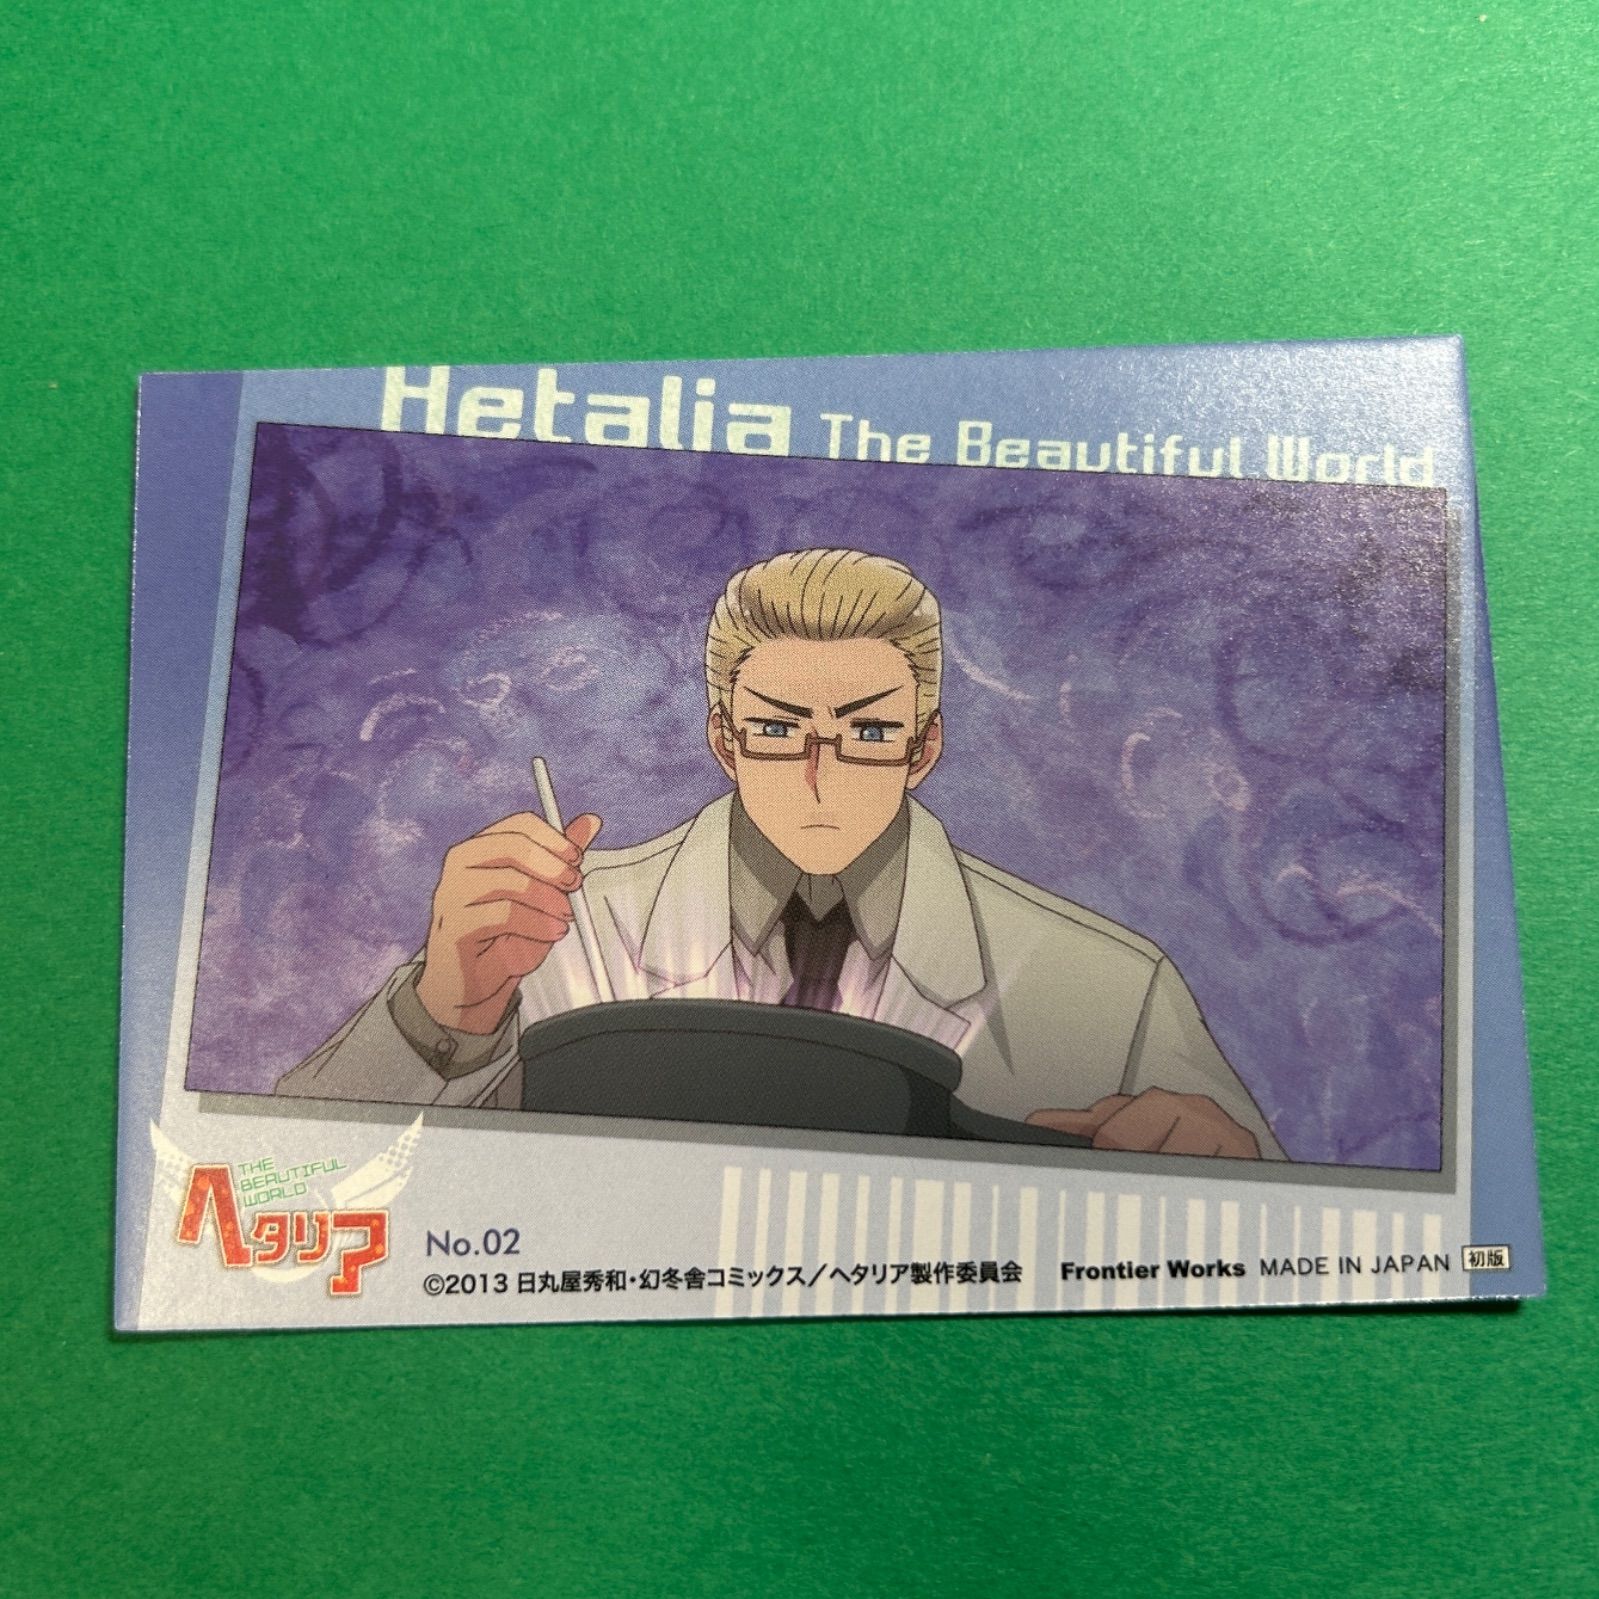 Hetalia The Beautiful World
THE
BEAUTIFUL
WORLD
ヘタリア
No.02
©2013 日丸屋秀和・幻冬舎コミックス/ヘタリア製作委員会 Frontier Works MADE IN JAPAN 初版